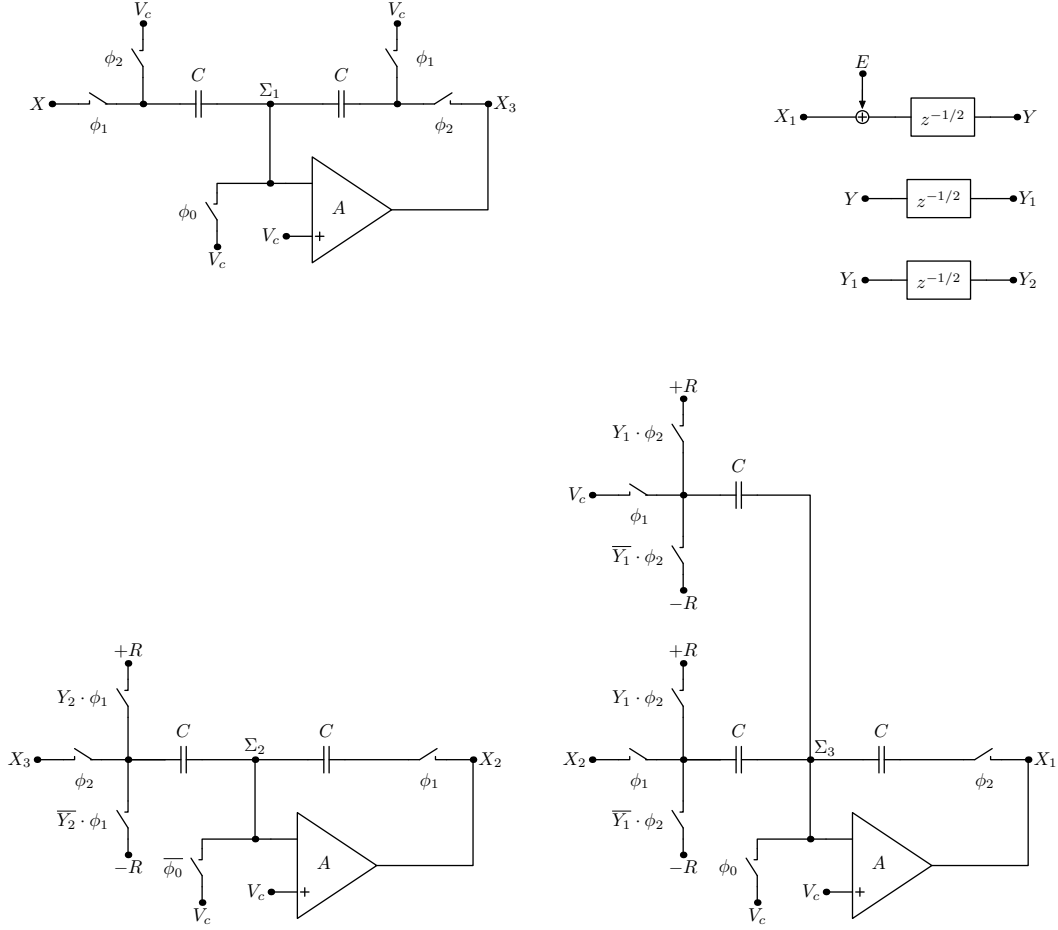 V_c V_c
ϕ_2 C C ϕ_1
X ϕ_1 Σ_1 ϕ_2 X_3
ϕ_0 A
V_c +
V_c
E
X_1 + z^{-1/2} Y
Y z^{-1/2} Y_1
Y_1 z^{-1/2} Y_2
+R
Y_1 · ϕ_2
C
V_c ϕ_1
\overline{Y_1} · ϕ_2
−R
+R
Y_2 · ϕ_1
C C
X_3 ϕ_2 Σ_2 ϕ_1 X_2
\overline{Y_2} · ϕ_1
−R
\overline{ϕ_0} A
V_c +
V_c
+R
Y_1 · ϕ_2
C C
X_2 ϕ_1 Σ_3 ϕ_2 X_1
\overline{Y_1} · ϕ_2
−R
ϕ_0 A
V_c +
V_c